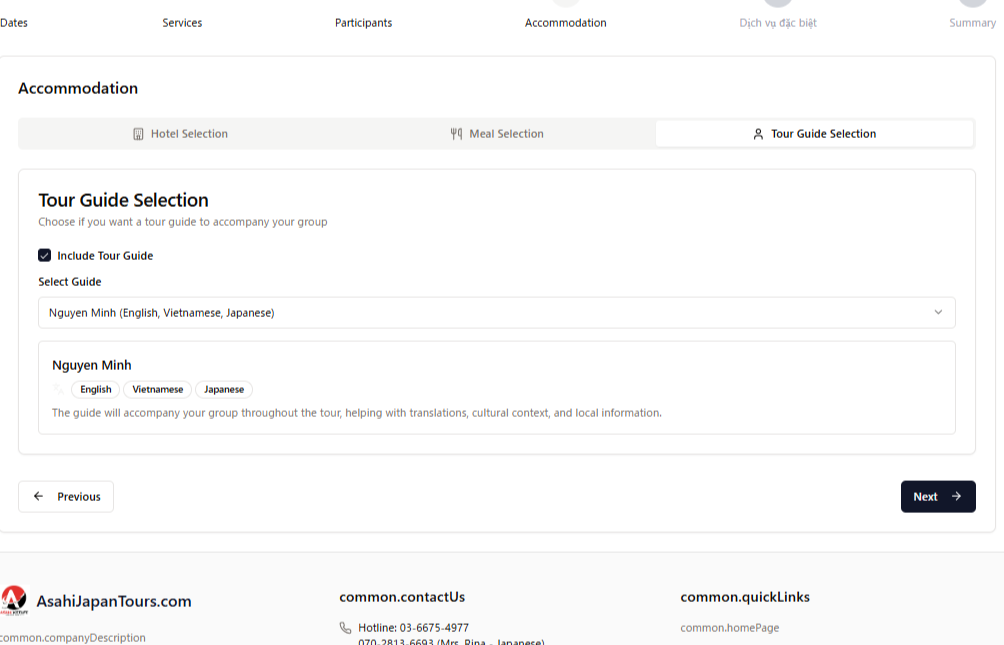 Dates
Services
Participants
Accommodation
Dịch vụ đặc biệt
Summary
Accommodation
Hotel Selection
Meal Selection
Tour Guide Selection
Tour Guide Selection
Choose if you want a tour guide to accompany your group
Include Tour Guide
Select Guide
Nguyen Minh (English, Vietnamese, Japanese)
Nguyen Minh
English
Vietnamese
Japanese
The guide will accompany your group throughout the tour, helping with translations, cultural context, and local information.
Previous
Next
AsahiJapanTours.com
common.companyDescription
common.contactUs
Hotline: 03-6675-4977
070-2813-6693 (Mrs. Rina - Japanese)
common.quickLinks
common.homePage